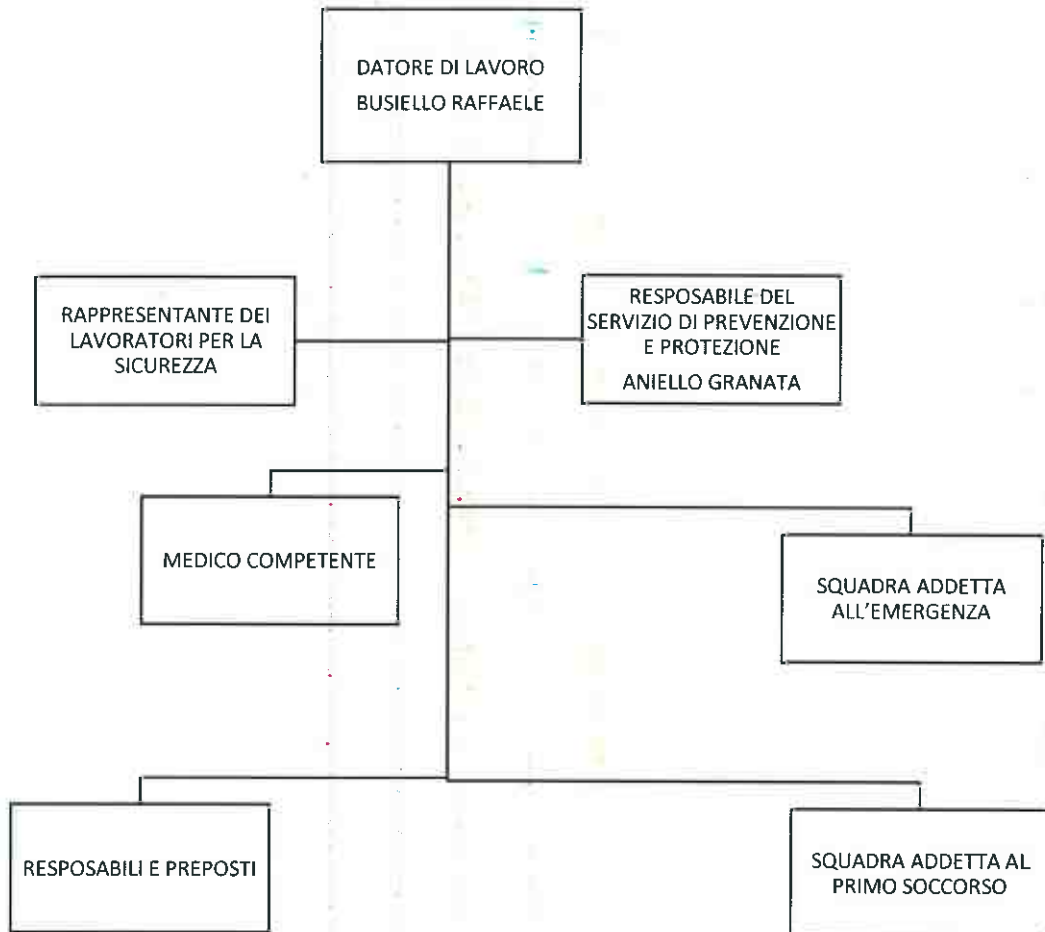 DATORE DI LAVORO
BUSIELLO RAFFAELE
RAPPRESENTANTE DEI
LAVORATORI PER LA
SICUREZZA
RESPOSABILE DEL
SERVIZIO DI PREVENZIONE
E PROTEZIONE
ANIELLO GRANATA
MEDICO COMPETENTE
SQUADRA ADDETTA
ALL'EMERGENZA
RESPOSABILI E PREPOSTI
SQUADRA ADDETTA AL
PRIMO SOCCORSO